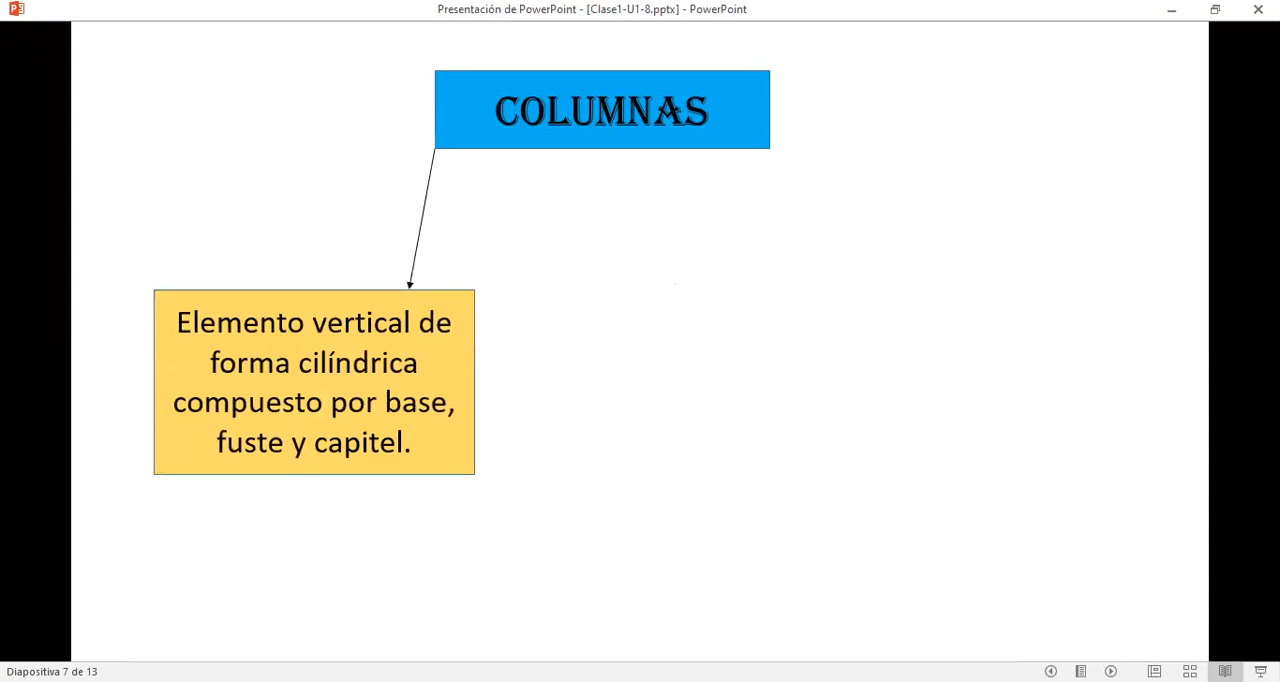 Presentación de PowerPoint - [Clase1-U1-8.pptx] - PowerPoint
COLUMNAS
Elemento vertical de
forma cilíndrica
compuesto por base,
fuste y capitel.
Diapositiva 7 de 13